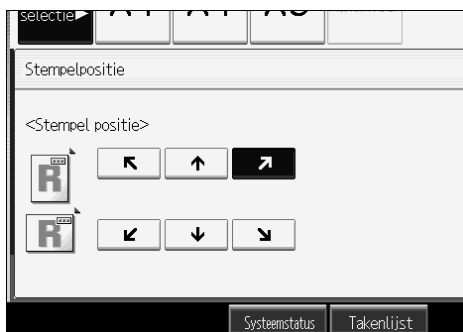 selectie
Stempelpositie
<Stempel positie>
R
R
Systeemstatus Takenlijst